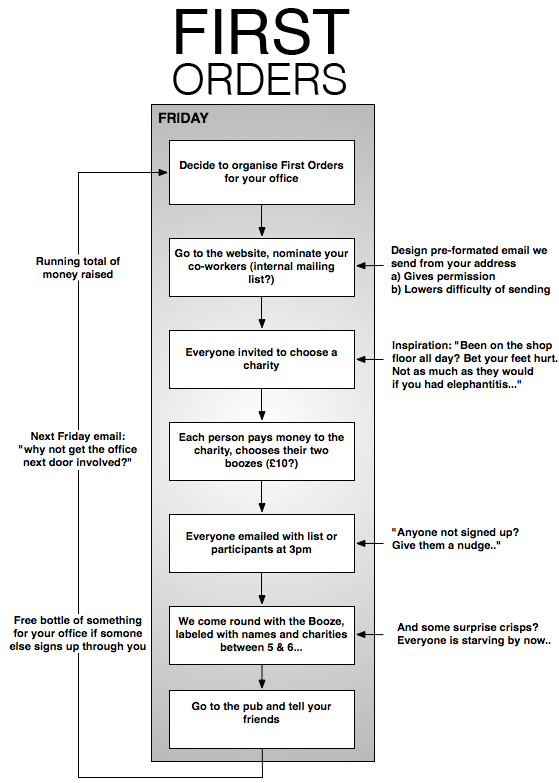 FIRST
ORDERS
FRIDAY
Decide to organise First Orders
for your office
Go to the website, nominate your
co-workers (internal mailing
list?)
Design pre-formated email we
send from your address
a) Gives permission
b) Lowers difficulty of sending
Running total of
money raised
Everyone invited to choose a
charity
Inspiration: "Been on the shop
floor all day? Bet your feet hurt.
Not as much as they would
if you had elephantitis..."
Each person pays money to the
charity, chooses their two
boozes (£10?)
Next Friday email:
"why not get the office
next door involved?"
Everyone emailed with list or
participants at 3pm
"Anyone not signed up?
Give them a nudge.."
We come round with the Booze,
labeled with names and charities
between 5 & 6...
And some surprise crisps?
Everyone is starving by now..
Free bottle of something
for your office if somone
else signs up through you
Go to the pub and tell your
friends